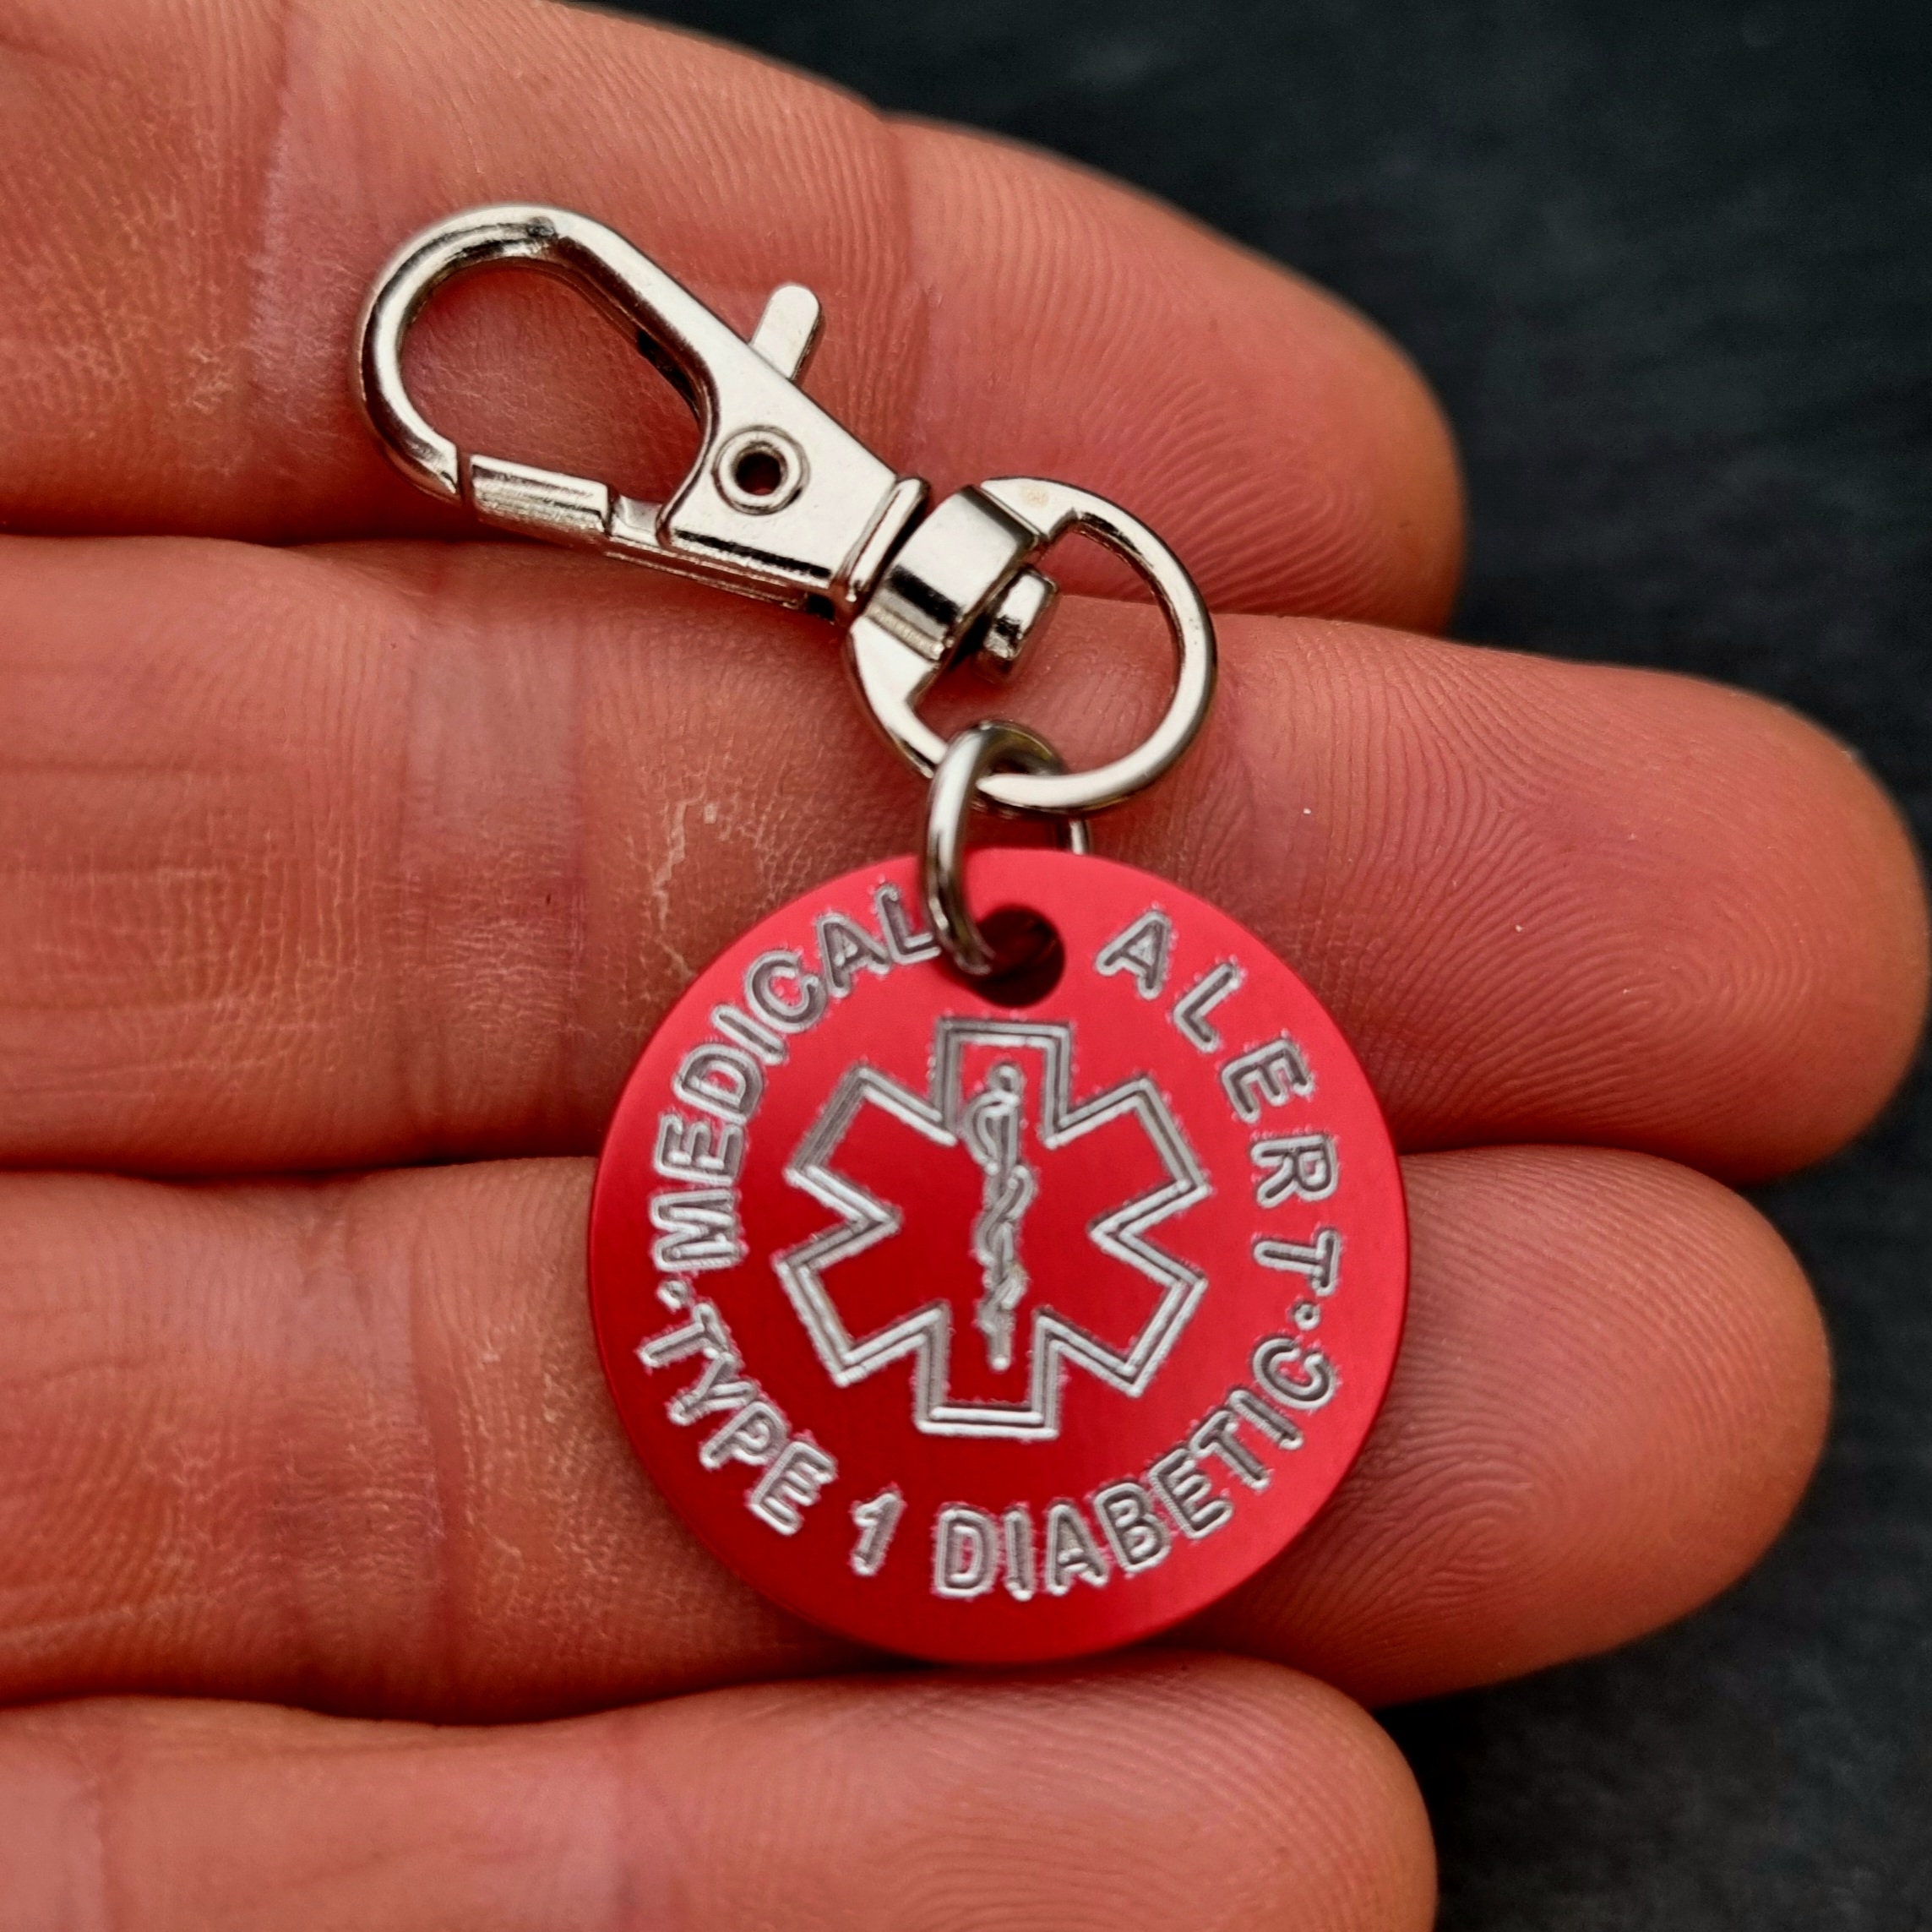 MEDICAL ALERT
·TYPE 1 DIABETIC·